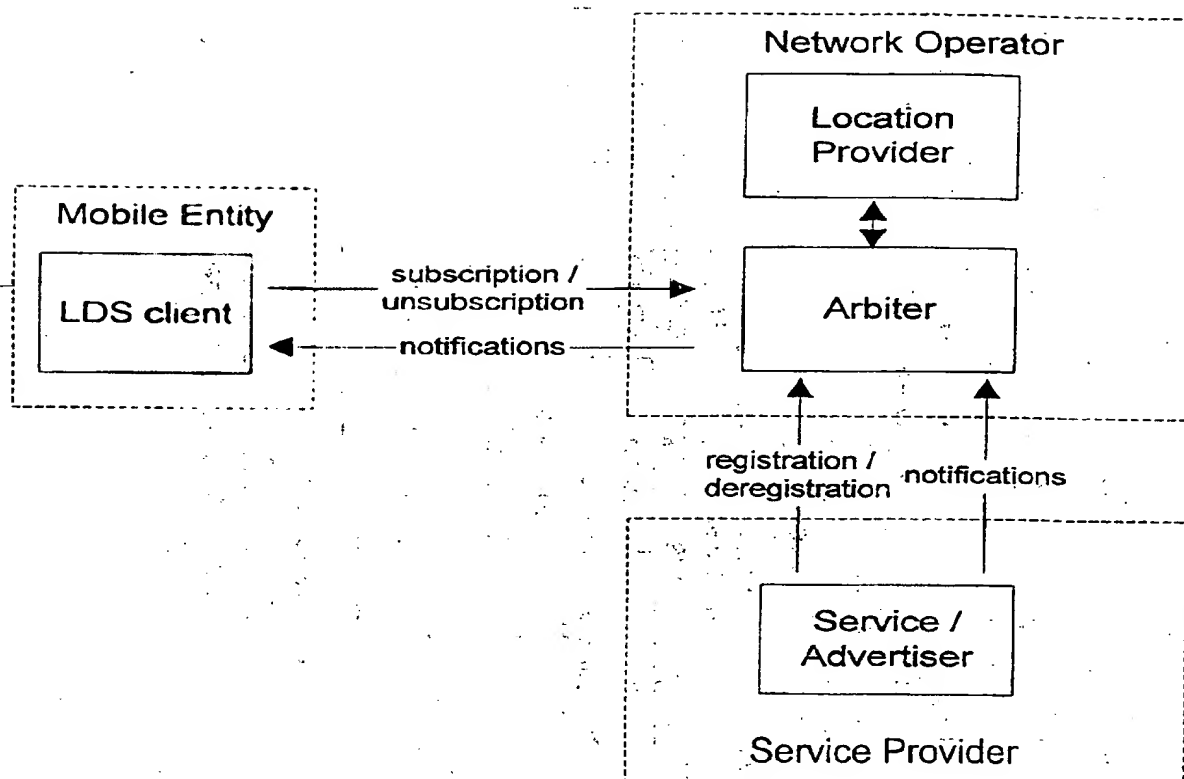 Network Operator
Location
Provider
Mobile Entity
LDS client
subscription /
unsubscription
notifications
Arbiter
registration /
deregistration
notifications
Service /
Advertiser
Service Provider